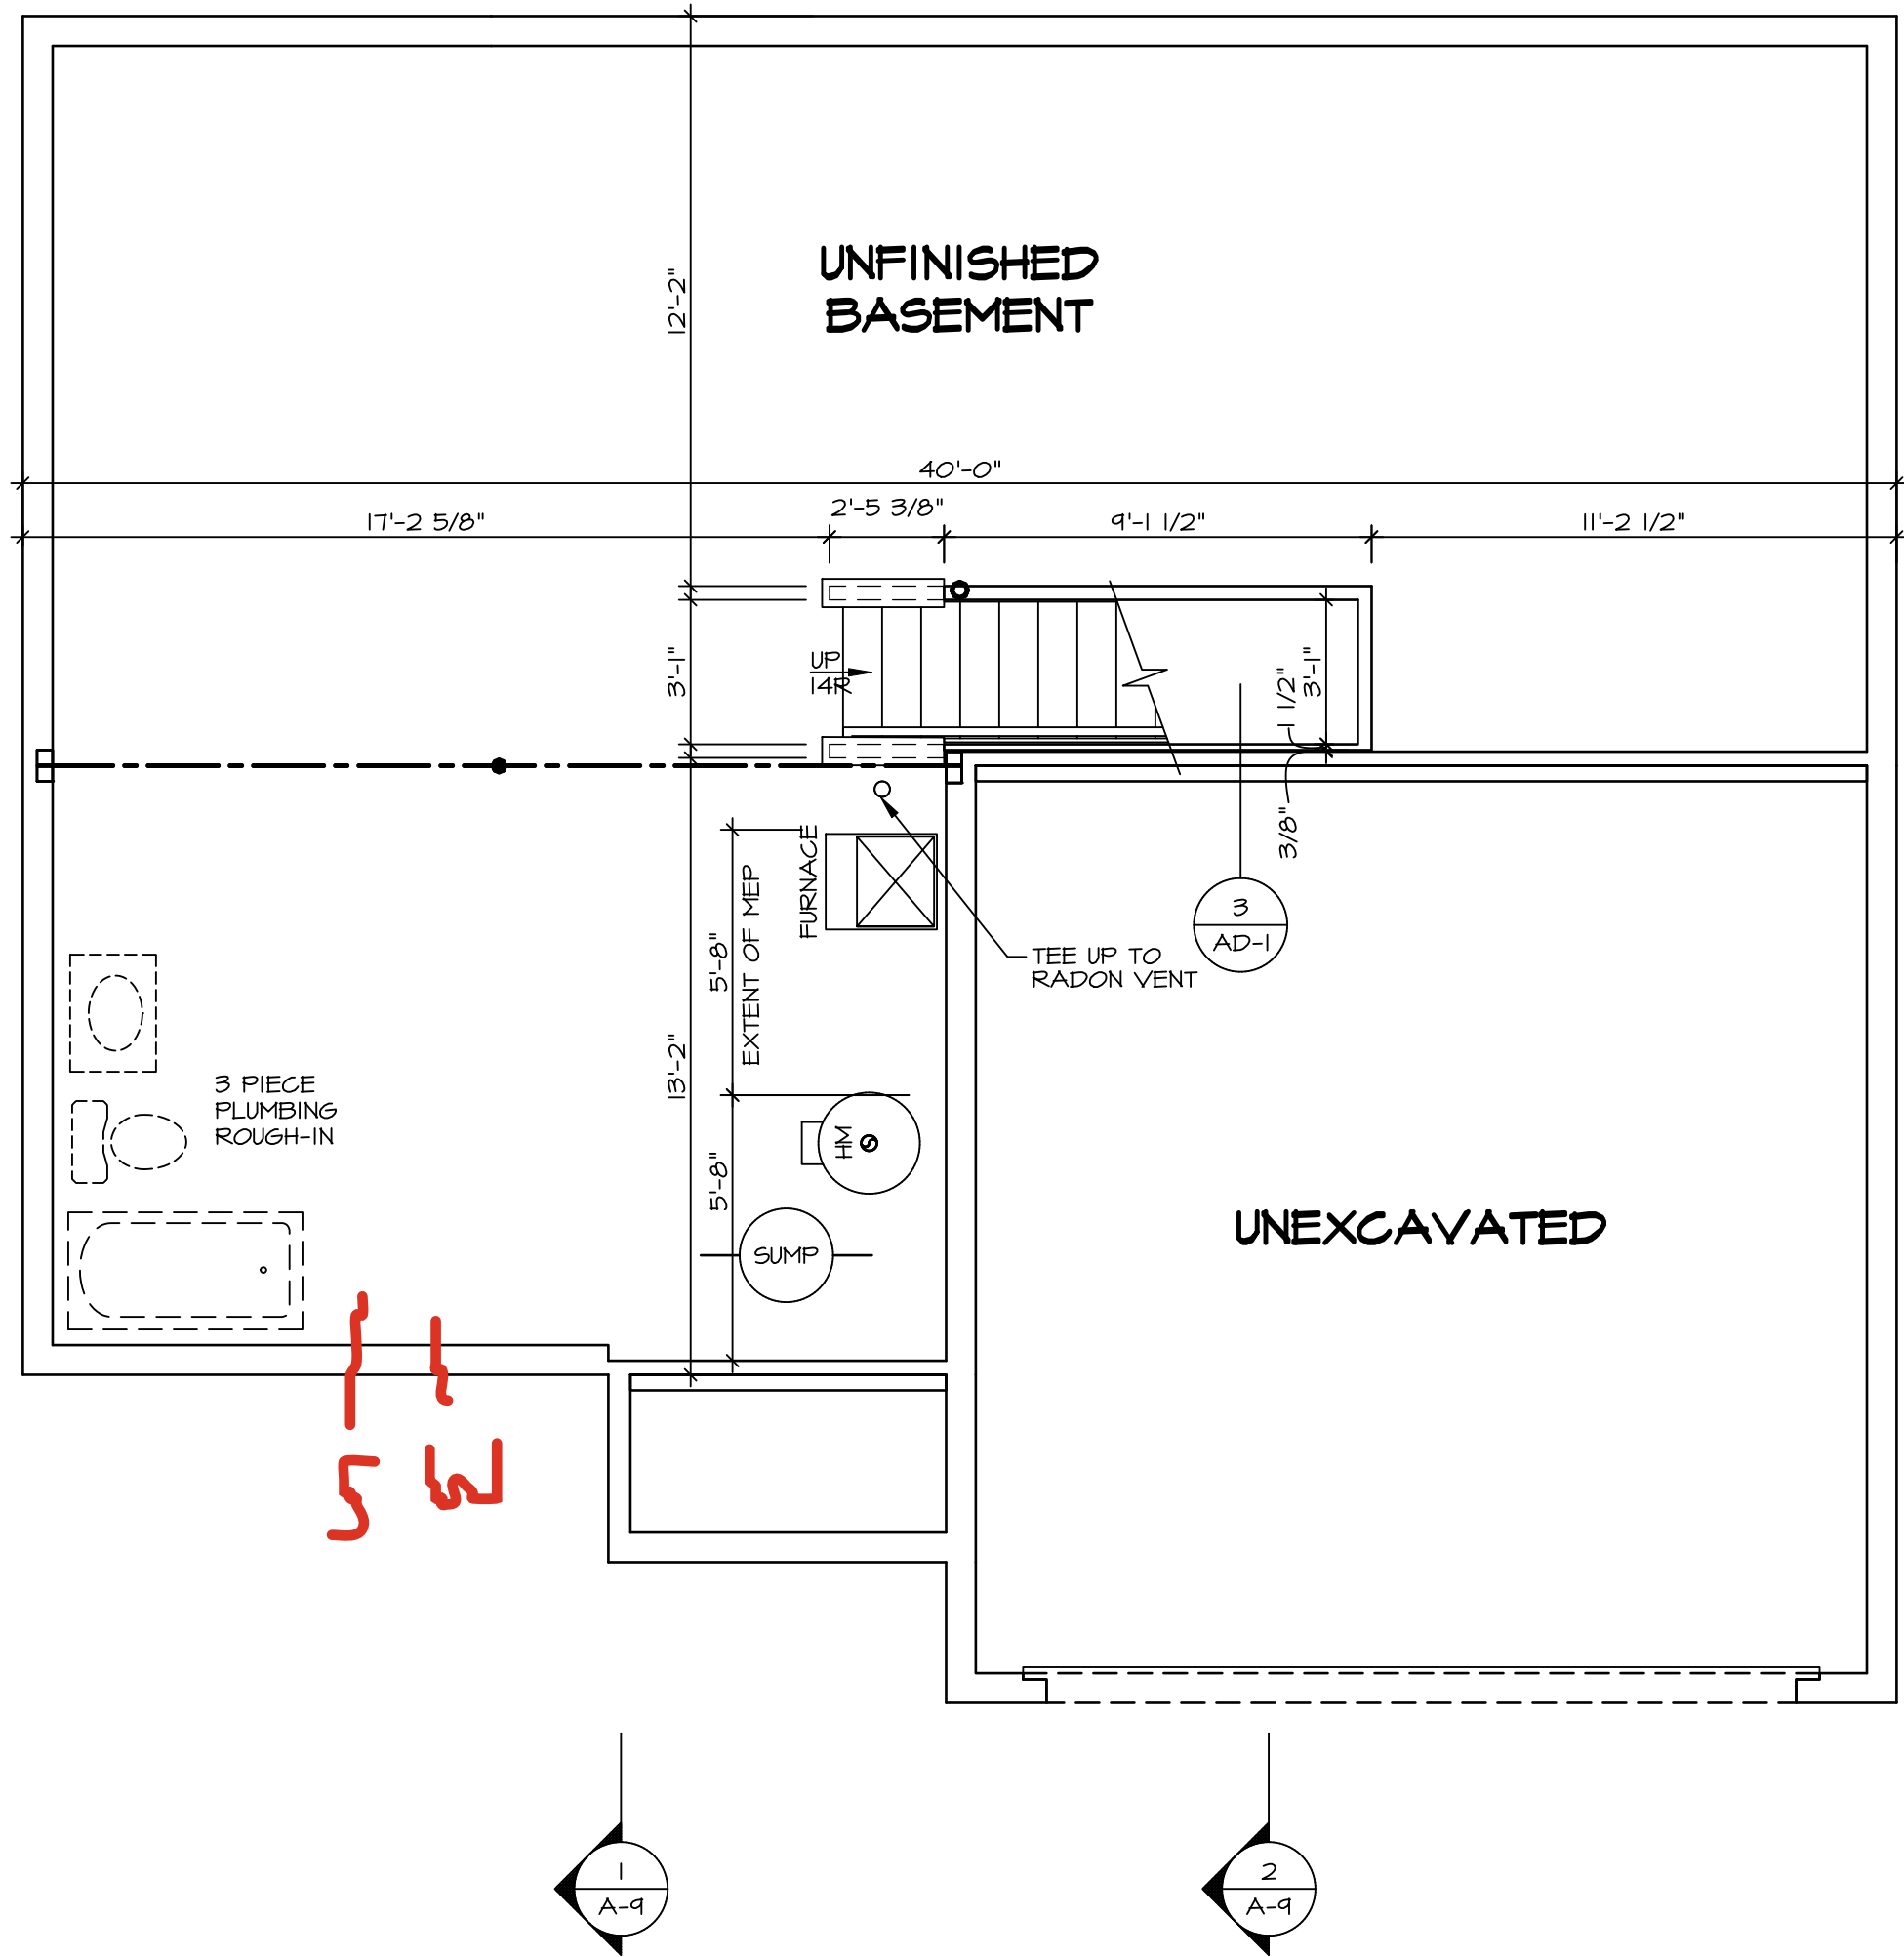 UNFINISHED
BASEMENT
12'-2"
40'-0"
17'-2 5/8"
2'-5 3/8"
9'-1 1/2"
11'-2 1/2"
3'-1"
UP
14R
3'-1"
1 1/2"
3/8"
FURNACE
EXTENT OF MEP
5'-8"
3
AD-1
TEE UP TO
RADON VENT
13'-2"
3 PIECE
PLUMBING
ROUGH-IN
HW
5'-8"
SUMP
UNEXCAVATED
S W
1
A-9
2
A-9